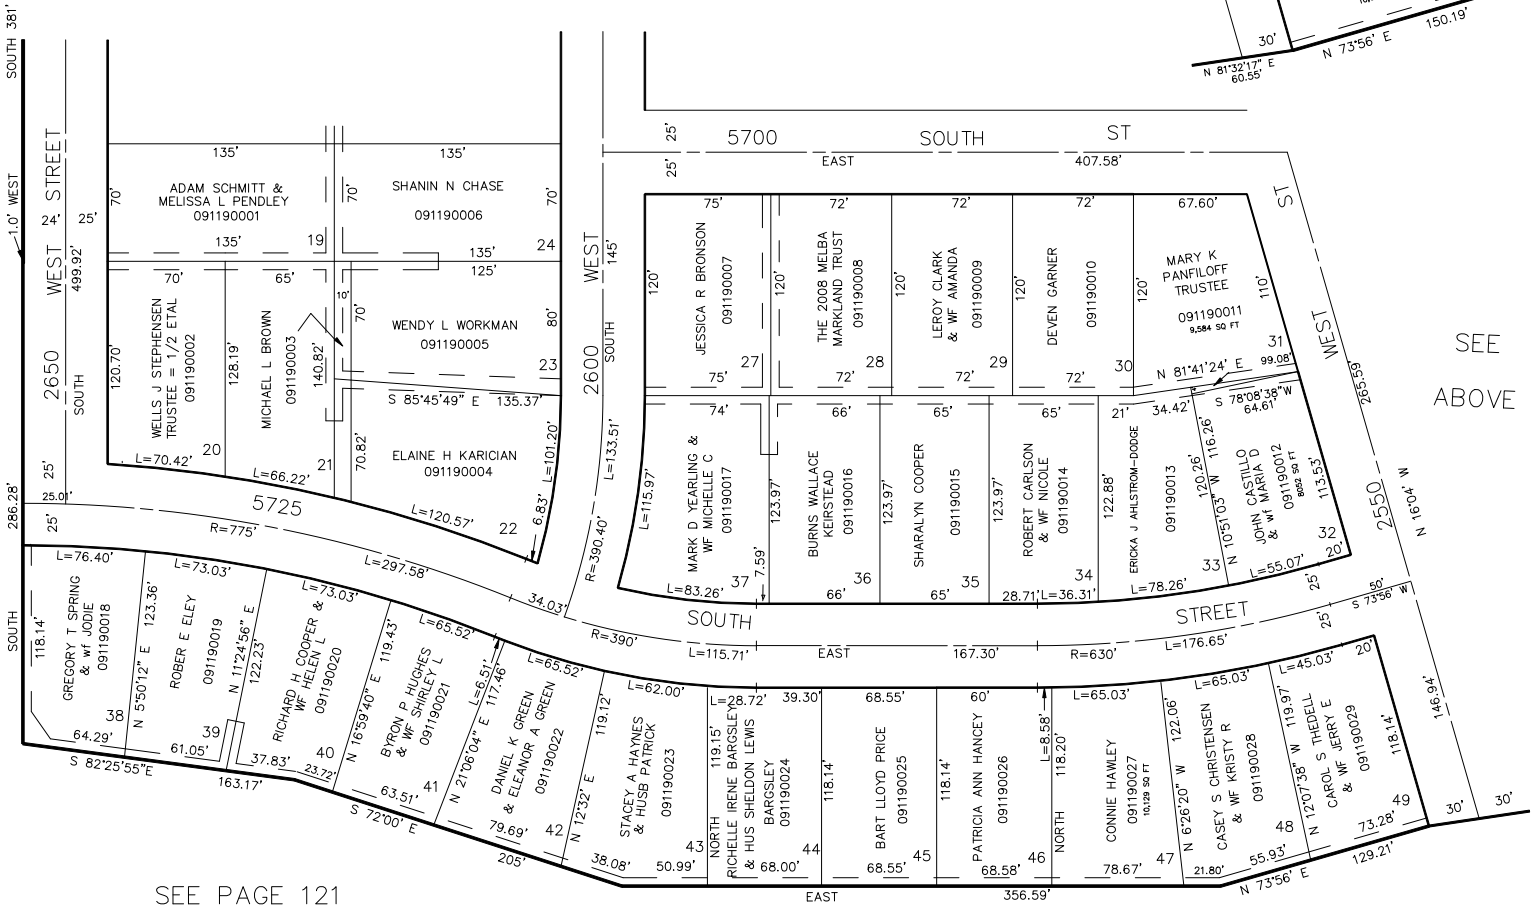 SOUTH 381'
1.0' WEST
286.28'
SOUTH
30'
N 81°32'17" E
60.55'
N 73°56' E
150.19'
2650 WEST STREET
24' 25'
499.92'
SOUTH
25'
25.01'
25'
135'
135'
ADAM SCHMITT &
MELISSA L PENDLEY
091190001
70'
70'
135'
19
SHANIN N CHASE
091190006
70'
24
135'
125'
70'
65'
10'
WELLS J STEPHENSEN
TRUSTEE = 1/2 ETAL
091190002
120.70'
128.19'
20
L=70.42'
MICHAEL L BROWN
091190003
140.82'
21
L=66.22'
70'
WENDY L WORKMAN
091190005
80'
23
S 85°45'49" E 135.37'
ELAINE H KARICIAN
091190004
70.82'
L=101.20'
L=120.57'
22
6.83'
2600 WEST
145'
SOUTH
L=133.51'
R=390.40'
25'
25'
5700 SOUTH ST
EAST
407.58'
75'
72'
72'
72'
67.60'
120'
JESSICA R BRONSON
091190007
27
75'
120'
THE 2008 MELBA
MARKLAND TRUST
091190008
28
72'
120'
LEROY CLARK
& WF AMANDA
091190009
29
72'
120'
DEVEN GARNER
091190010
30
72'
120'
MARY K
PANFILOFF
TRUSTEE
091190011
9,584 SQ FT
110'
31
N 81°41'24" E
99.08'
S 78°08'38"W
64.61'
2550 WEST ST
265.59'
N 16°04' W
SEE
ABOVE
74'
66'
65'
65'
21'
34.42'
L=115.97'
MARK D YEARLING &
WF MICHELLE C
091190017
37
L=83.26'
7.59'
123.97'
BURNS WALLACE
KEIRSTEAD
091190016
36
66'
123.97'
SHARALYN COOPER
091190015
35
65'
123.97'
ROBERT CARLSON
& WF NICOLE
091190014
34
28.71'
L=36.31'
122.88'
ERICKA J AHLSTROM-DODGE
091190013
120.26'
33
L=78.26'
N 10°51'03" W 116.26'
JOHN CASTILLO
& wf MARIA D
091190012
8052 SQ FT
113.53'
32
L=55.07'
20'
5725 SOUTH STREET
R=775'
L=297.58'
34.03'
R=390'
L=115.71'
EAST
167.30'
R=630'
L=176.65'
25'
25'
50'
S 73°56' W
L=76.40'
GREGORY T SPRING
& wf JODIE
091190018
118.14'
38
64.29'
N 5°50'12" E 123.36'
L=73.03'
ROBER E ELEY
091190019
39
61.05'
N 11°24'56" E
122.23'
L=73.03'
RICHARD H COOPER &
WF HELEN L
091190020
40
37.83'
23.72'
N 16°59'40" E 119.43'
L=65.52'
BYRON P HUGHES
& WF SHIRLEY L
091190021
41
63.51'
L=6.51'
N 21°06'04" E 117.46'
L=65.52'
DANIEL K GREEN
& ELEANOR A GREEN
091190022
42
79.69'
N 12°32' E 119.12'
L=62.00'
STACEY A HAYNES
& HUSB PATRICK
091190023
43
38.08'
50.99'
NORTH 119.15'
L=28.72'
39.30'
RICHELLE IRENE BARGSLEY
& HUS SHELDON LEWIS
BARGSLEY
091190024
44
68.00'
118.14'
68.55'
BART LLOYD PRICE
091190025
45
68.55'
118.14'
60'
L=8.58'
PATRICIA ANN HANCEY
091190026
46
68.58'
NORTH 118.20'
L=65.03'
CONNIE HAWLEY
091190027
10,129 SQ FT
47
78.67'
N 6°26'20" W 122.06'
L=65.03'
CASEY S CHRISTENSEN
& WF KRISTY R
091190028
48
21.80'
55.93'
N 12°07'38" W 119.97
L=45.03'
20'
CAROL S THEDELL
& WF JERRY E
091190029
118.14'
49
73.28'
146.94'
30'
30'
S 82°25'55"E
163.17'
S 72°00' E
205'
EAST
356.59'
N 73°56' E
129.21'
SEE PAGE 121